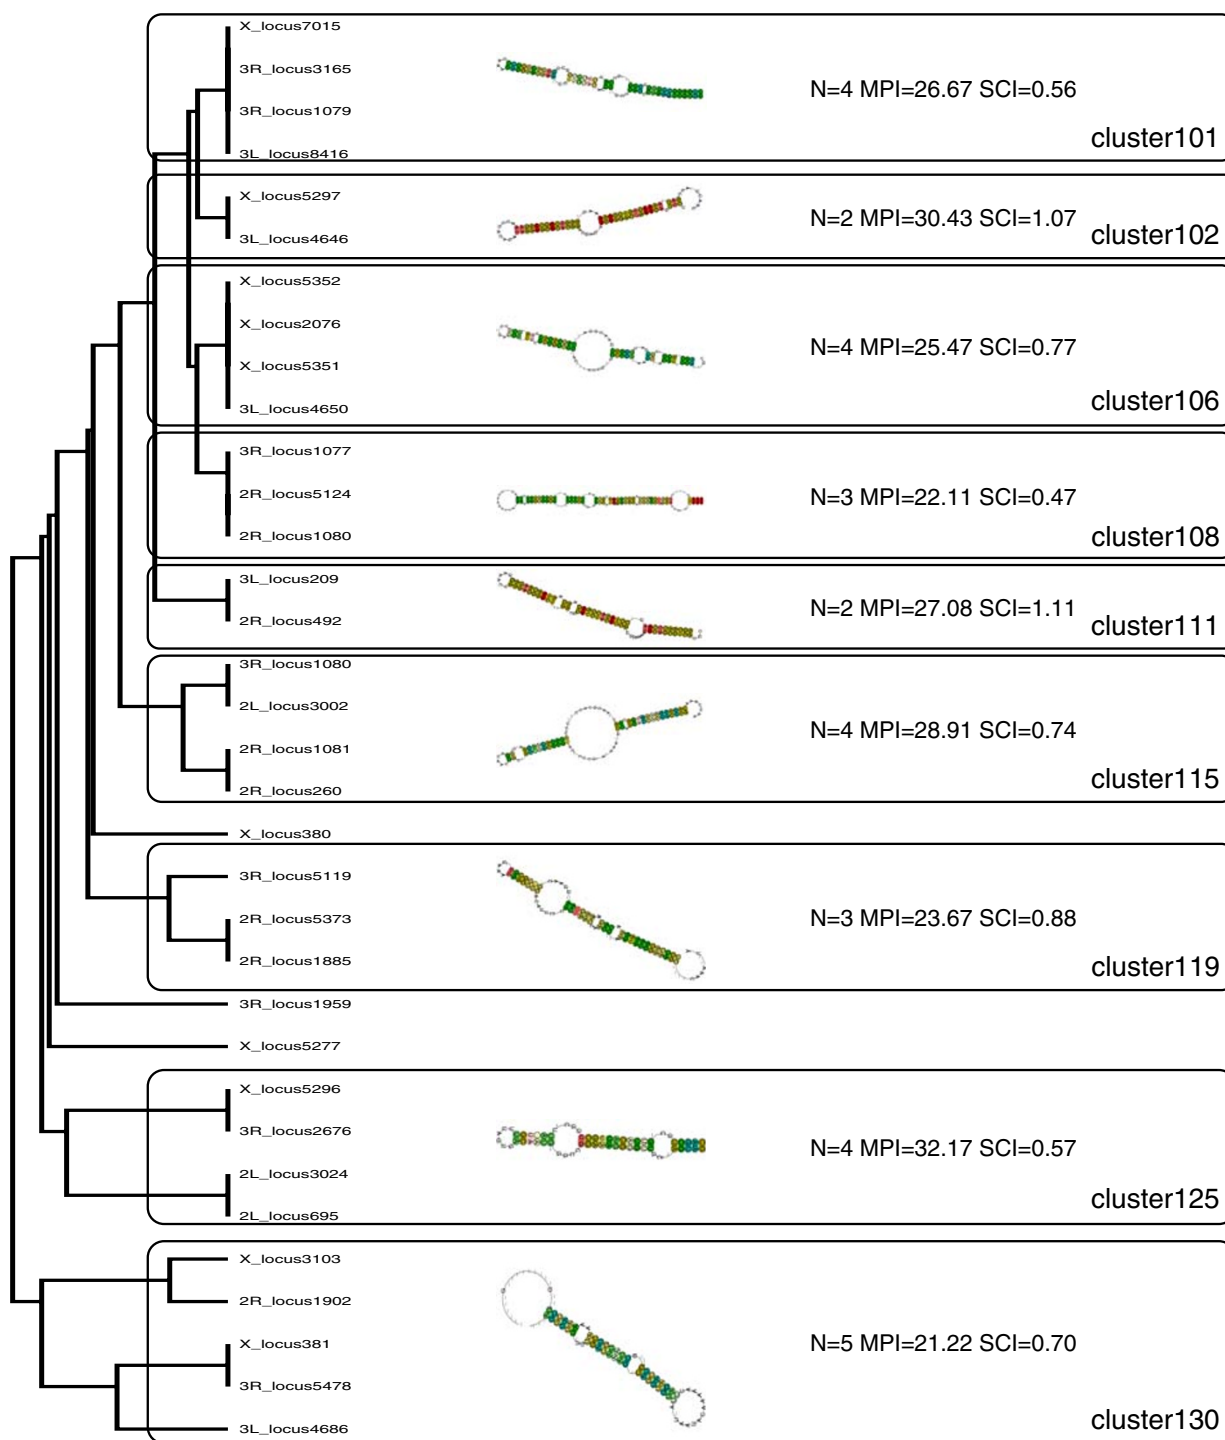 X_locus7015
3R_locus3165
3R_locus1079
3L_locus8416
N=4 MPI=26.67 SCI=0.56
cluster101
X_locus5297
3L_locus4646
N=2 MPI=30.43 SCI=1.07
cluster102
X_locus5352
X_locus2076
X_locus5351
3L_locus4650
N=4 MPI=25.47 SCI=0.77
cluster106
3R_locus1077
2R_locus5124
2R_locus1080
N=3 MPI=22.11 SCI=0.47
cluster108
3L_locus209
2R_locus492
N=2 MPI=27.08 SCI=1.11
cluster111
3R_locus1080
2L_locus3002
2R_locus1081
2R_locus260
N=4 MPI=28.91 SCI=0.74
cluster115
X_locus380
3R_locus5119
2R_locus5373
2R_locus1885
N=3 MPI=23.67 SCI=0.88
cluster119
3R_locus1959
X_locus5277
X_locus5296
3R_locus2676
2L_locus3024
2L_locus695
N=4 MPI=32.17 SCI=0.57
cluster125
X_locus3103
2R_locus1902
X_locus381
3R_locus5478
3L_locus4686
N=5 MPI=21.22 SCI=0.70
cluster130